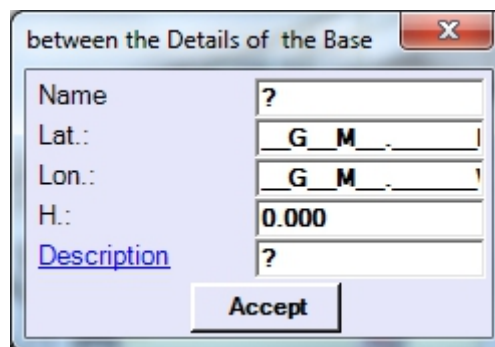 between the Details of the Base
Name ?
Lat.: __G__M__.______
Lon.: __G__M__.______
H.: 0.000
Description ?
Accept